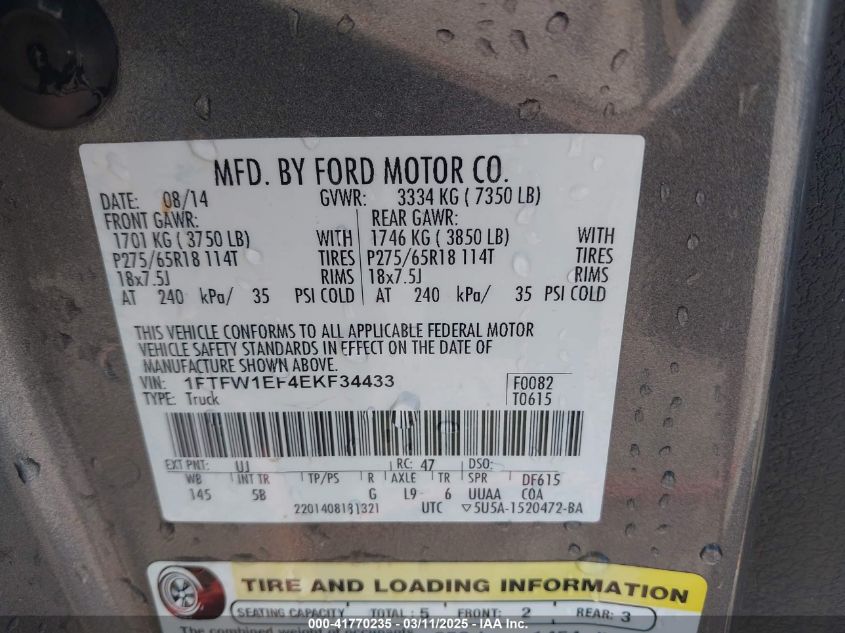 MFD. BY FORD MOTOR CO.
DATE: 08/14 GVWR: 3334 KG ( 7350 LB)
FRONT GAWR: REAR GAWR:
1701 KG ( 3750 LB) WITH 1746 KG ( 3850 LB) WITH
P275/65R18 114T TIRES P275/65R18 114T TIRES
18x7.5J RIMS 18x7.5J RIMS
AT 240 kPa/ 35 PSI COLD AT 240 kPa/ 35 PSI COLD
THIS VEHICLE CONFORMS TO ALL APPLICABLE FEDERAL MOTOR
VEHICLE SAFETY STANDARDS IN EFFECT ON THE DATE OF
MANUFACTURE SHOWN ABOVE.
VIN: 1FTFW1EF4EKF34433 F0082
TYPE: Truck T0615
EXT PNT: UJ RC: 47 DSO:
WB INT TR TP/PS R AXLE TR SPR DF615
145 5B G L9 6 UUAA C0A
2201408181321 UTC ▽5U5A-1520472-BA
TIRE AND LOADING INFORMATION
SEATING CAPACITY TOTAL : 5 FRONT: 2 REAR: 3
The combined weight of occupants
000-41770235 - 03/11/2025 - IAA Inc.